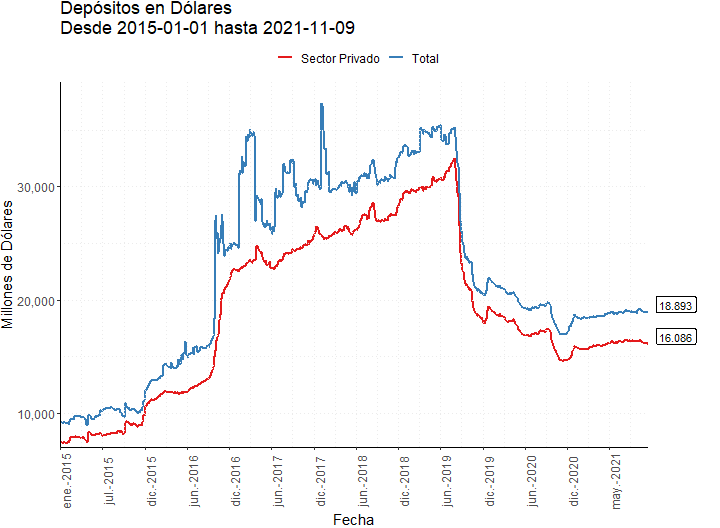 Depósitos en Dólares
Desde 2015-01-01 hasta 2021-11-09
Sector Privado
Total
Millones de Dólares
30,000
20,000
10,000
18.893
16.086
ene.-2015
jul.-2015
dic.-2015
jun.-2016
dic.-2016
jun.-2017
dic.-2017
jun.-2018
dic.-2018
jun.-2019
dic.-2019
jun.-2020
dic.-2020
may.-2021
Fecha